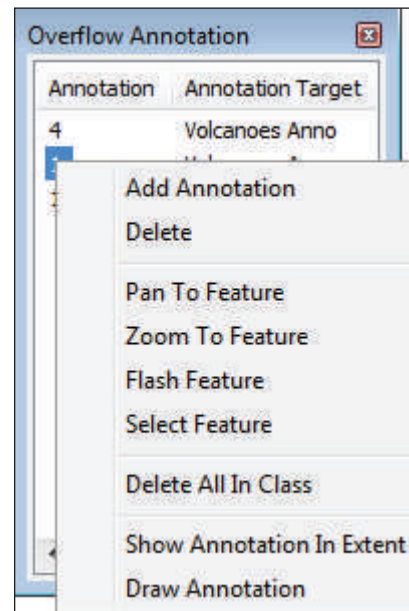 Overflow Annotation
Annotation Annotation Target
4 Volcanoes Anno
Add Annotation
Delete
Pan To Feature
Zoom To Feature
Flash Feature
Select Feature
Delete All In Class
Show Annotation In Extent
Draw Annotation